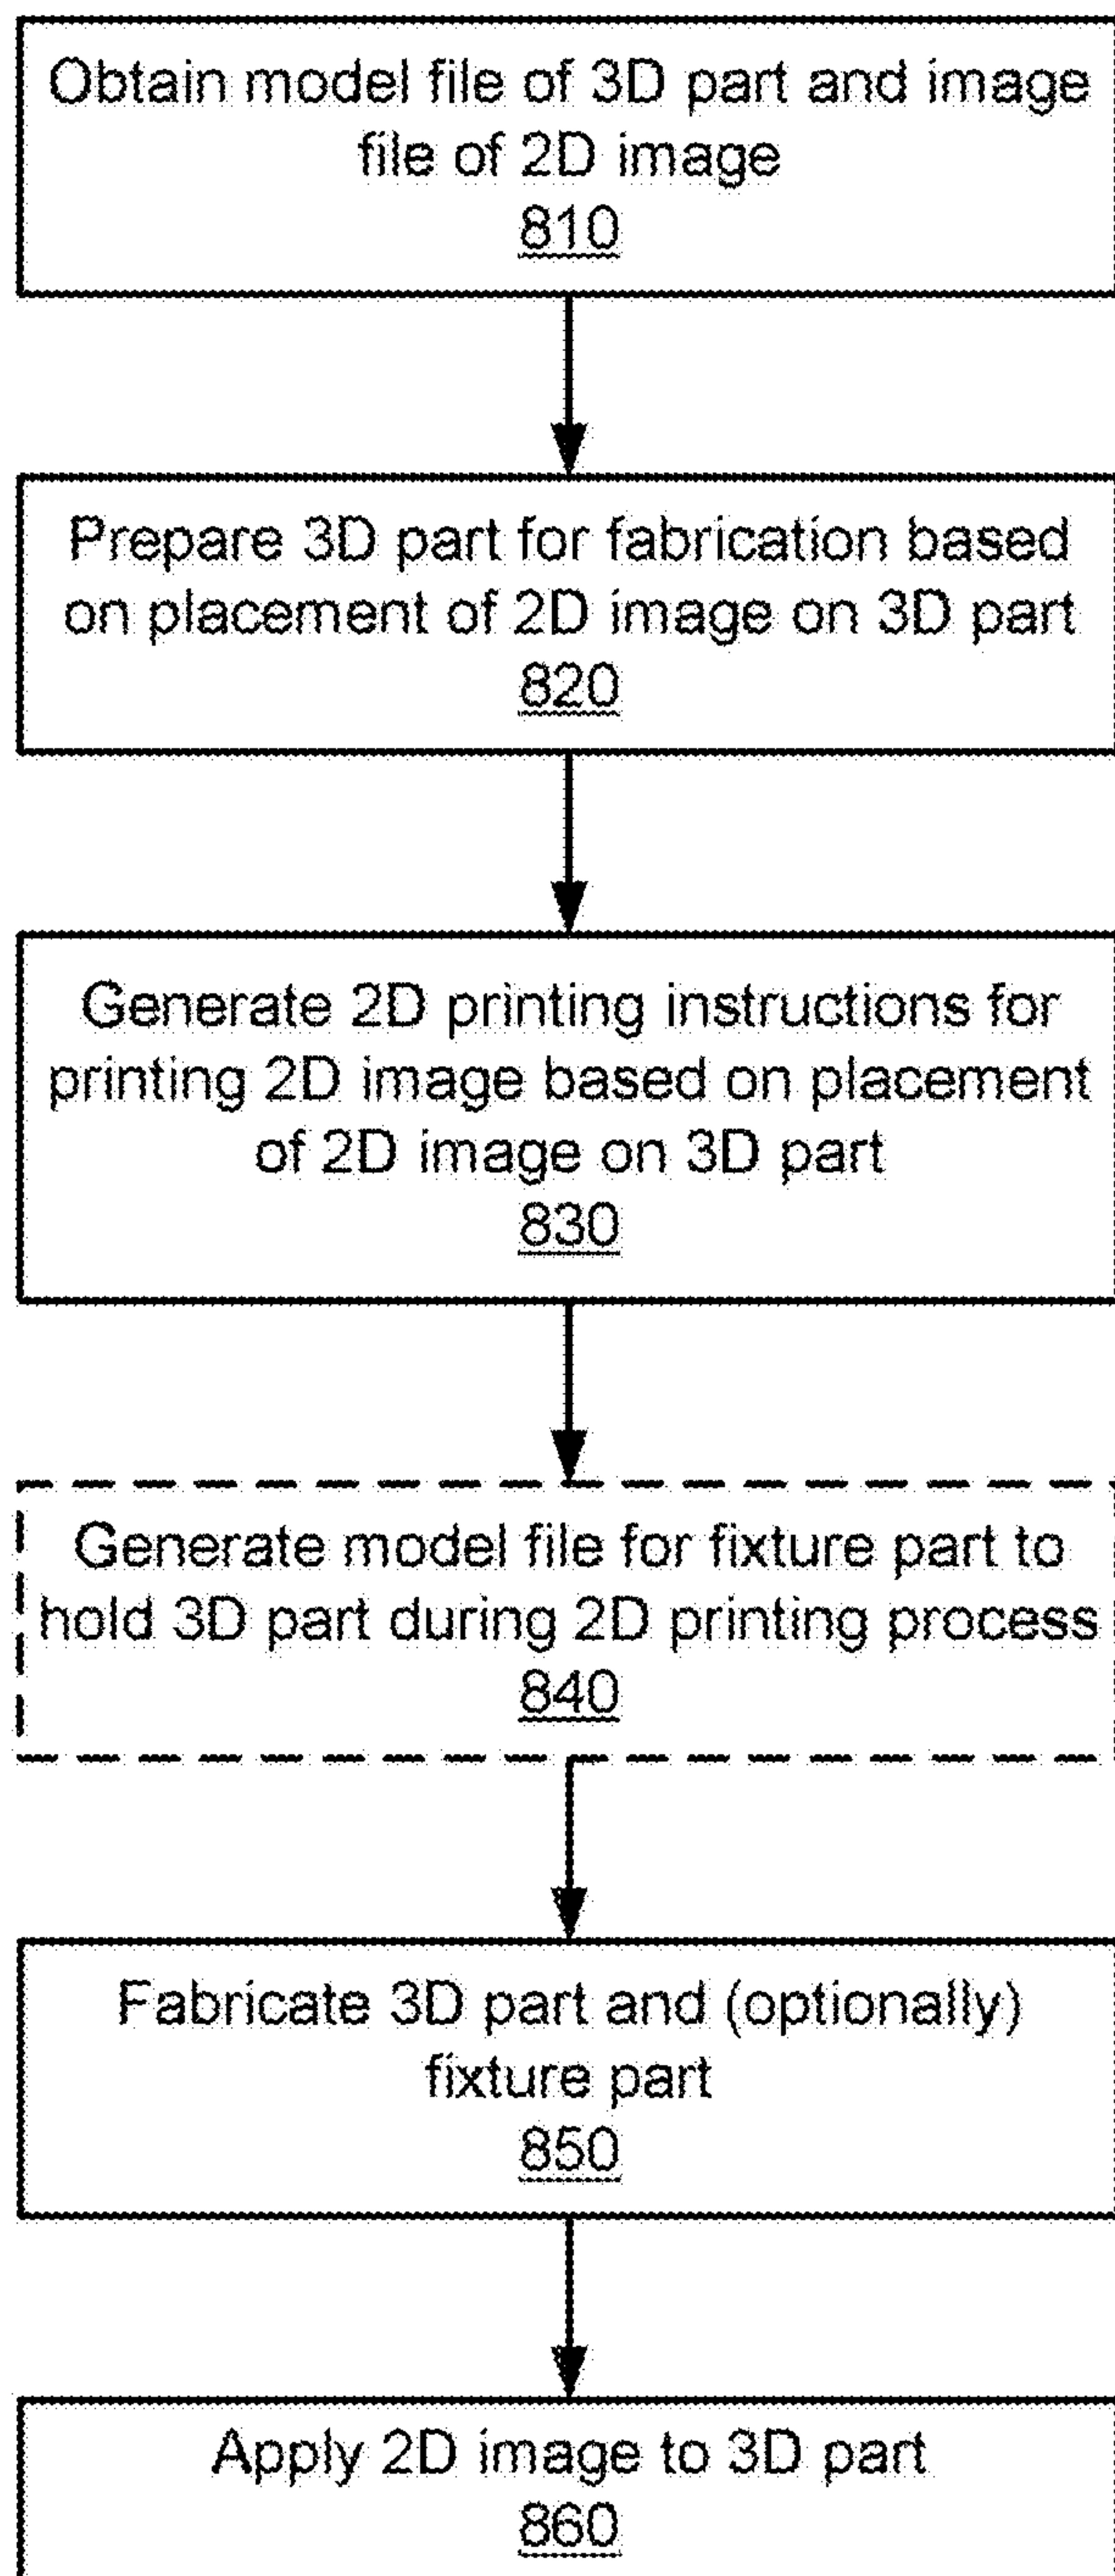 Obtain model file of 3D part and image
file of 2D image
810
Prepare 3D part for fabrication based
on placement of 2D image on 3D part
820
Generate 2D printing instructions for
printing 2D image based on placement
of 2D image on 3D part
830
Generate model file for fixture part to
hold 3D part during 2D printing process
840
Fabricate 3D part and (optionally)
fixture part
850
Apply 2D image to 3D part
860